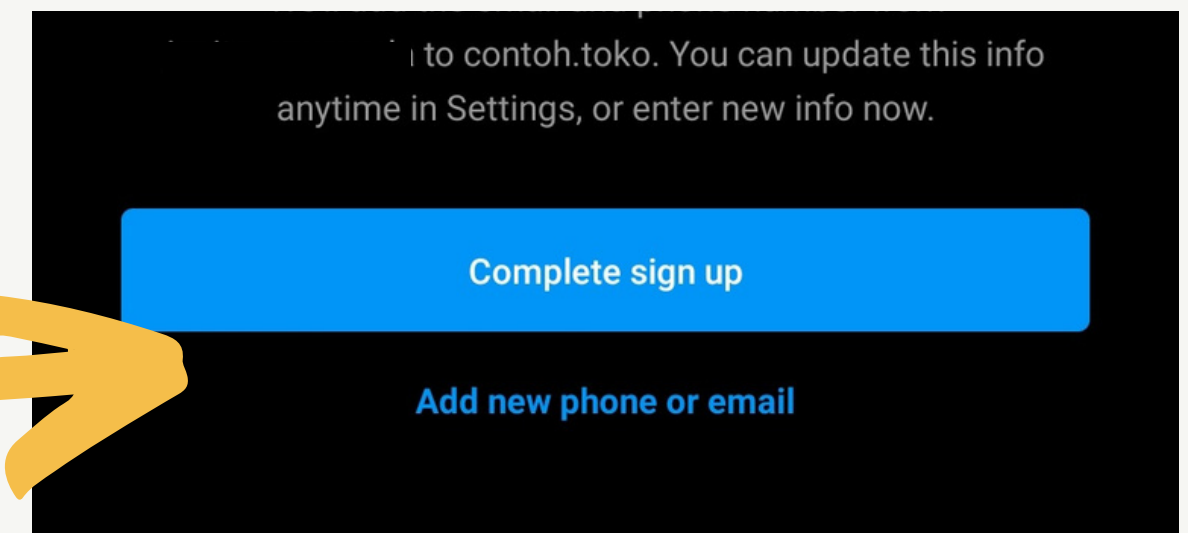 to contoh.toko. You can update this info
anytime in Settings, or enter new info now.
Complete sign up
Add new phone or email